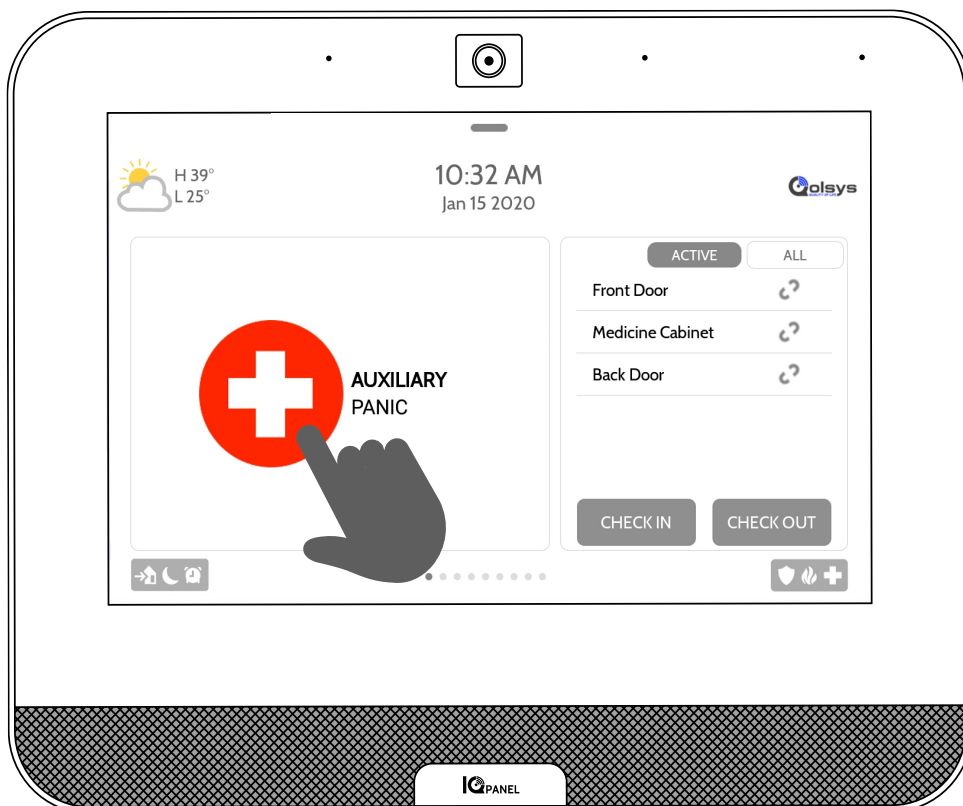 H 39°
L 25°
10:32 AM
Jan 15 2020
Qolsys
AUXILIARY
PANIC
ACTIVE
ALL
Front Door
Medicine Cabinet
Back Door
CHECK IN
CHECK OUT
IQ PANEL